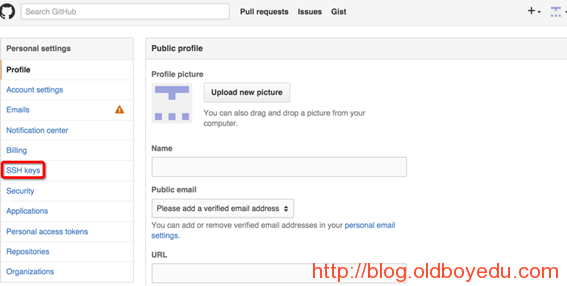 Search GitHub
Pull requests
Issues
Gist
Personal settings
Profile
Account settings
Emails
Notification center
Billing
SSH keys
Security
Applications
Personal access tokens
Repositories
Organizations
Public profile
Profile picture
Upload new picture
You can also drag and drop a picture from your
computer.
Name
Public email
Please add a verified email address
You can add or remove verified email addresses in your personal email
settings.
URL
http://blog.oldboyedu.com